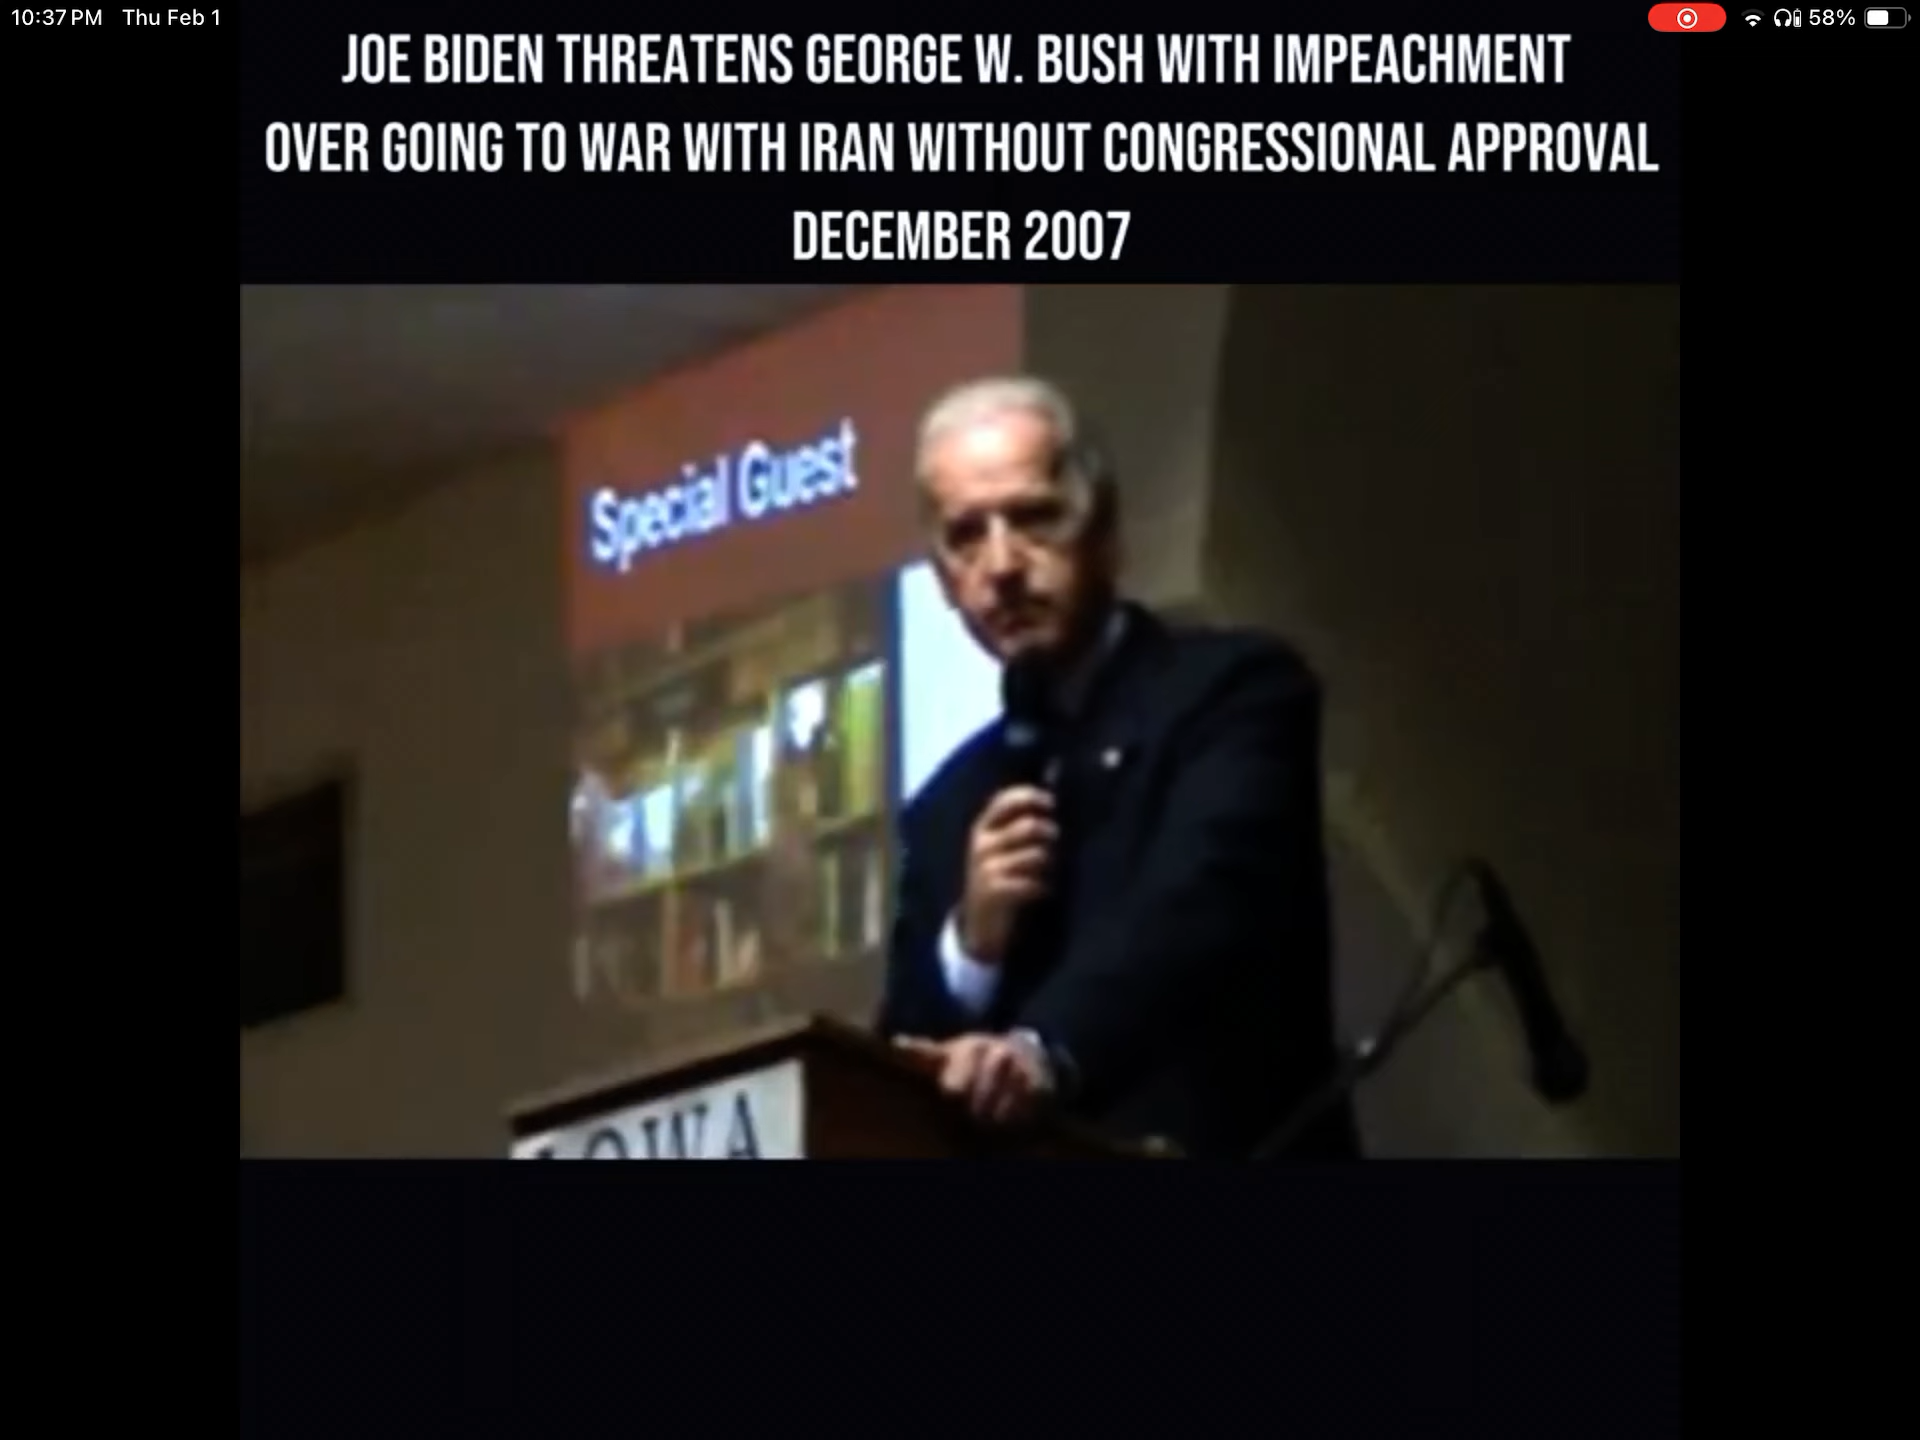 10:37 PM Thu Feb 1
58%
JOE BIDEN THREATENS GEORGE W. BUSH WITH IMPEACHMENT
OVER GOING TO WAR WITH IRAN WITHOUT CONGRESSIONAL APPROVAL
DECEMBER 2007
Special Guest
IOWA